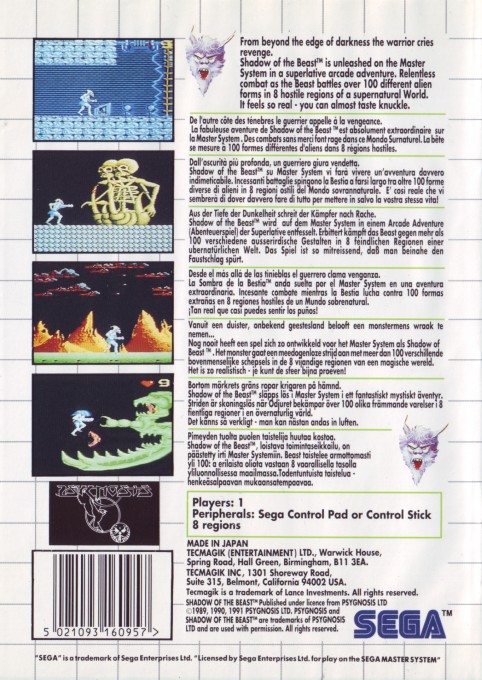 From beyond the edge of darkness the warrior cries
revenge.
Shadow of the Beast™ is unleashed on the Master
System in a superlative arcade adventure. Relentless
combat as the Beast battles over 100 different alien
forms in 8 hostile regions of a supernatural World.
It feels so real - you can almost taste knuckle.
De l'autre côte des ténebres le guerrier appelle à la vengeance.
La fabuleuse aventure de Shadow of the Beast ™ est absolument extraordinaire sur
la Master System. Des combats sans merci font rage dans ce Monde Surnaturel. La bête
se mesure à 100 formes différentes d'aliens dans 8 régions hostiles.
Dall'oscurità più profonda, un guerriero giura vendetta.
Shadow of the Beast™ su Master System vi farà vivere un'avventura davvero
indimenticabile. Incessanti battaglie spingono la Bestia a farsi largo tra oltre 100 forme
diverse di alieni in 8 regioni ostili del Mondo sovrannaturale. E' così reale che vi
sembrerà di dover davvero fare di tutto per mettere in salvo la vostra stessa vita!
Aus der Tiefe der Dunkelheit schreit der Kämpfer nach Rache.
Shadow of the Beast™ wird auf dem Master System in einem Arcade Adventure
(Abenteuerspiel) der Superlative entfesselt. Erbittert kämpft das Beast gegen mehr als
100 verschiedene ausserirdische Gestalten in 8 feindlichen Regionen einer
ubernatürlichen Welt. Das Spiel ist so mitreissend, daß man beinahe den
Faustschlag spürt.
Desde el más allá de las tinieblas el guerrero clama venganza.
La Sombra de la Bestia™ anda suelta por el Master System en una aventura
extraordinaria. Incesante combate mientras la Bestia lucha contra 100 formas
extrañas en 8 regiones hostiles de un Mundo sobrenatural.
¡Tan real que casi puedes sentir los puños!
Vanuit een duister, onbekend geestesland belooft een monstermens wraak te
nemen...
Nog nooit heeft een spel zich zo ontwikkeld voor het Master System als Shadow of
Beast ™. Het monster gaat een meedogenloze strijd aan met meer dan 100 verschillende
bovenmenselijke schepsels in de 8 vijandige regionen van een magische wereld.
Het is zo realistisch - je kunt de sfeer bijna proeven!
Bortom mörkrets gräns ropar krigaren på hämnd.
Shadow of the Beast™ släpps lös i Master System i ett fantastiskt mystiskt äventyr.
Striden är skoningslös när Odjuret bekämpar över 100 olika främmande varelser i 8
fientliga regioner i en övernaturlig värld.
Det känns så verkligt - man kan nästan andas in luften.
Pimeyden tuolta puolen taistelija huutaa kostoa.
Shadow of the Beast™, loistava toimintaseikkailu, on
päästetty irti Master Systemiin. Beast taistelee armottomasti
yli 100: a erilaista oliota vastaan 8 vaarallisella tasolla
yliluonnollisessa maailmassa. Todentuntuista taistelua -
henkeäsalpaavan mukaansatempaavaa.
9
PSYGNOSIS
Players: 1
Peripherals: Sega Control Pad or Control Stick
8 regions
MADE IN JAPAN
TECMAGIK (ENTERTAINMENT) LTD., Warwick House,
Spring Road, Hall Green, Birmingham, B11 3EA.
TECMAGIK INC, 1301 Shoreway Road,
Suite 315, Belmont, California 94002 USA.
Tecmagik is a trademark of Lance Investments. All rights reserved.
SHADOW OF THE BEAST™ Published under licence from PSYGNOSIS LTD
©1989, 1990, 1991 PSYGNOSIS LTD. PSYGNOSIS and
SHADOW OF THE BEAST™ are trademarks of PSYGNOSIS
LTD and are used with permission. All rights reserved.
SEGA™
5 021093 160957 >
"SEGA" is a trademark of Sega Enterprises Ltd. "Licensed by Sega Enterprises Ltd. for play on the SEGA MASTER SYSTEM"